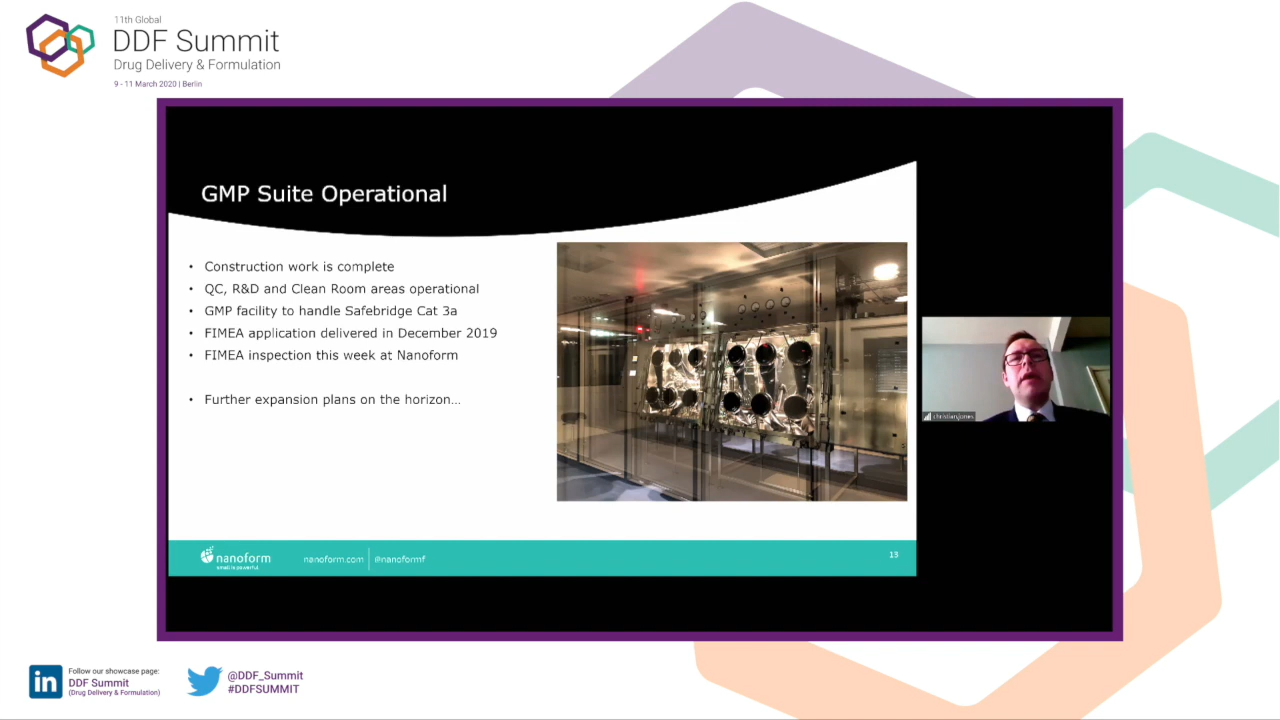 11th Global
DDF Summit
Drug Delivery & Formulation
9 - 11 March 2020 | Berlin
GMP Suite Operational
• Construction work is complete
• QC, R&D and Clean Room areas operational
• GMP facility to handle Safebridge Cat 3a
• FIMEA application delivered in December 2019
• FIMEA inspection this week at Nanoform
• Further expansion plans on the horizon...
christian.jones
nanoform
small.is.powerful
nanoform.com | @nanoformf
13
in
Follow our showcase page:
DDF Summit
(Drug Delivery & Formulation)
@DDF_Summit
#DDFSUMMIT